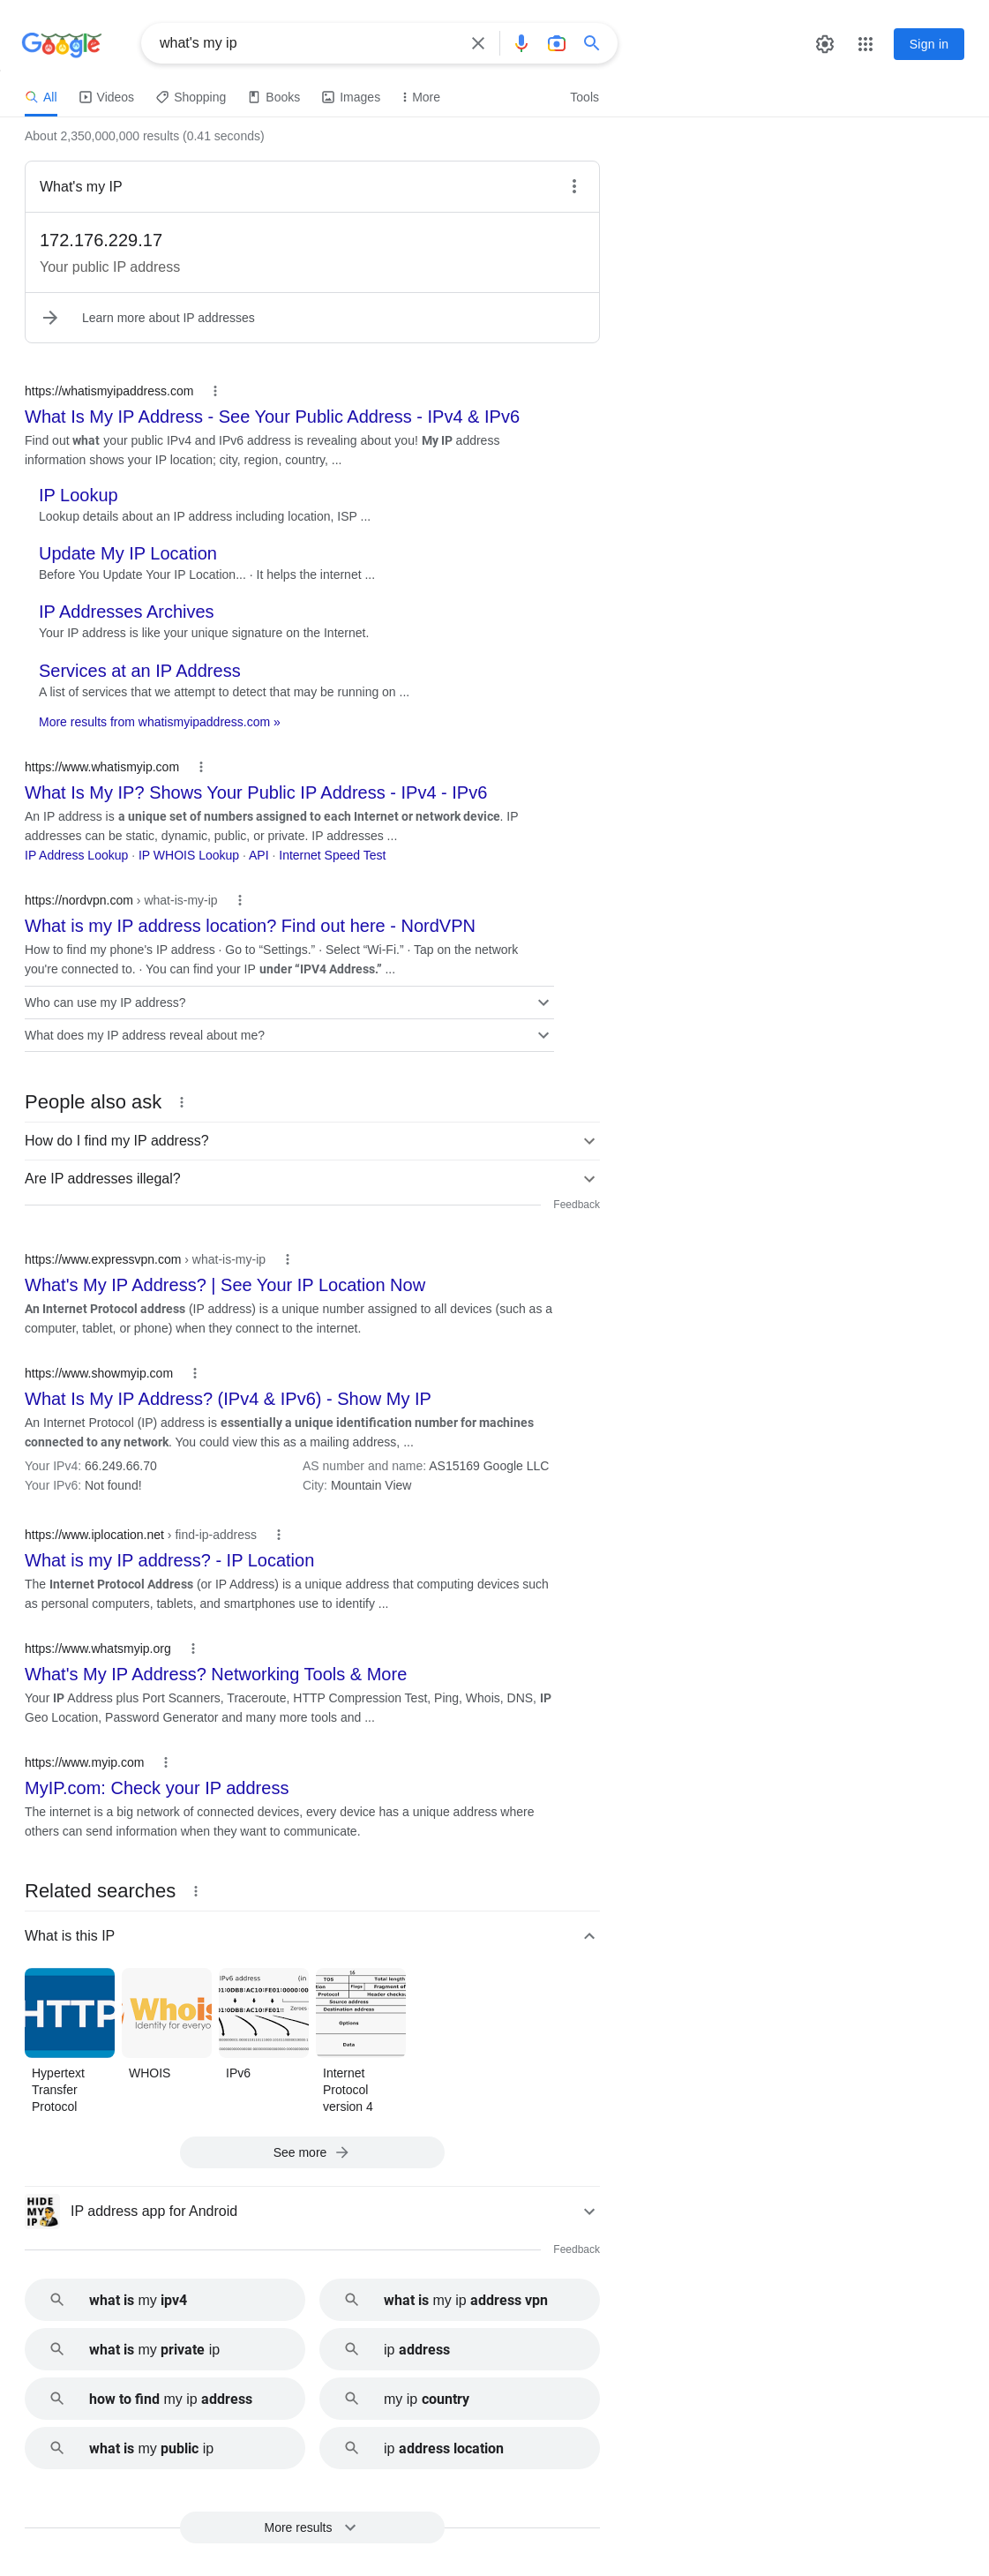 Google
what's my ip
Sign in
All
Videos
Shopping
Books
Images
More
Tools
About 2,350,000,000 results (0.41 seconds)
What's my IP
172.176.229.17
Your public IP address
Learn more about IP addresses
https://whatismyipaddress.com
What Is My IP Address - See Your Public Address - IPv4 & IPv6
Find out what your public IPv4 and IPv6 address is revealing about you! My IP address
information shows your IP location; city, region, country, ...
IP Lookup
Lookup details about an IP address including location, ISP ...
Update My IP Location
Before You Update Your IP Location... · It helps the internet ...
IP Addresses Archives
Your IP address is like your unique signature on the Internet.
Services at an IP Address
A list of services that we attempt to detect that may be running on ...
More results from whatismyipaddress.com »
https://www.whatismyip.com
What Is My IP? Shows Your Public IP Address - IPv4 - IPv6
An IP address is a unique set of numbers assigned to each Internet or network device. IP
addresses can be static, dynamic, public, or private. IP addresses ...
IP Address Lookup · IP WHOIS Lookup · API · Internet Speed Test
https://nordvpn.com › what-is-my-ip
What is my IP address location? Find out here - NordVPN
How to find my phone's IP address · Go to “Settings.” · Select “Wi-Fi.” · Tap on the network
you're connected to. · You can find your IP under “IPV4 Address.” ...
Who can use my IP address?
What does my IP address reveal about me?
People also ask
How do I find my IP address?
Are IP addresses illegal?
Feedback
https://www.expressvpn.com › what-is-my-ip
What's My IP Address? | See Your IP Location Now
An Internet Protocol address (IP address) is a unique number assigned to all devices (such as a
computer, tablet, or phone) when they connect to the internet.
https://www.showmyip.com
What Is My IP Address? (IPv4 & IPv6) - Show My IP
An Internet Protocol (IP) address is essentially a unique identification number for machines
connected to any network. You could view this as a mailing address, ...
Your IPv4: 66.249.66.70
AS number and name: AS15169 Google LLC
Your IPv6: Not found!
City: Mountain View
https://www.iplocation.net › find-ip-address
What is my IP address? - IP Location
The Internet Protocol Address (or IP Address) is a unique address that computing devices such
as personal computers, tablets, and smartphones use to identify ...
https://www.whatsmyip.org
What's My IP Address? Networking Tools & More
Your IP Address plus Port Scanners, Traceroute, HTTP Compression Test, Ping, Whois, DNS, IP
Geo Location, Password Generator and many more tools and ...
https://www.myip.com
MyIP.com: Check your IP address
The internet is a big network of connected devices, every device has a unique address where
others can send information when they want to communicate.
Related searches
What is this IP
HTTP
Whois
Identity for everyo
IPv6 address (in
Zeroes
16
TOS Total length
Flags Fragment of
Protocol Header checksu
Source address
Destination address
Options
Data
Hypertext
Transfer
Protocol
WHOIS
IPv6
Internet
Protocol
version 4
See more
HIDE
MY
IP
IP address app for Android
Feedback
what is my ipv4
what is my ip address vpn
what is my private ip
ip address
how to find my ip address
my ip country
what is my public ip
ip address location
More results